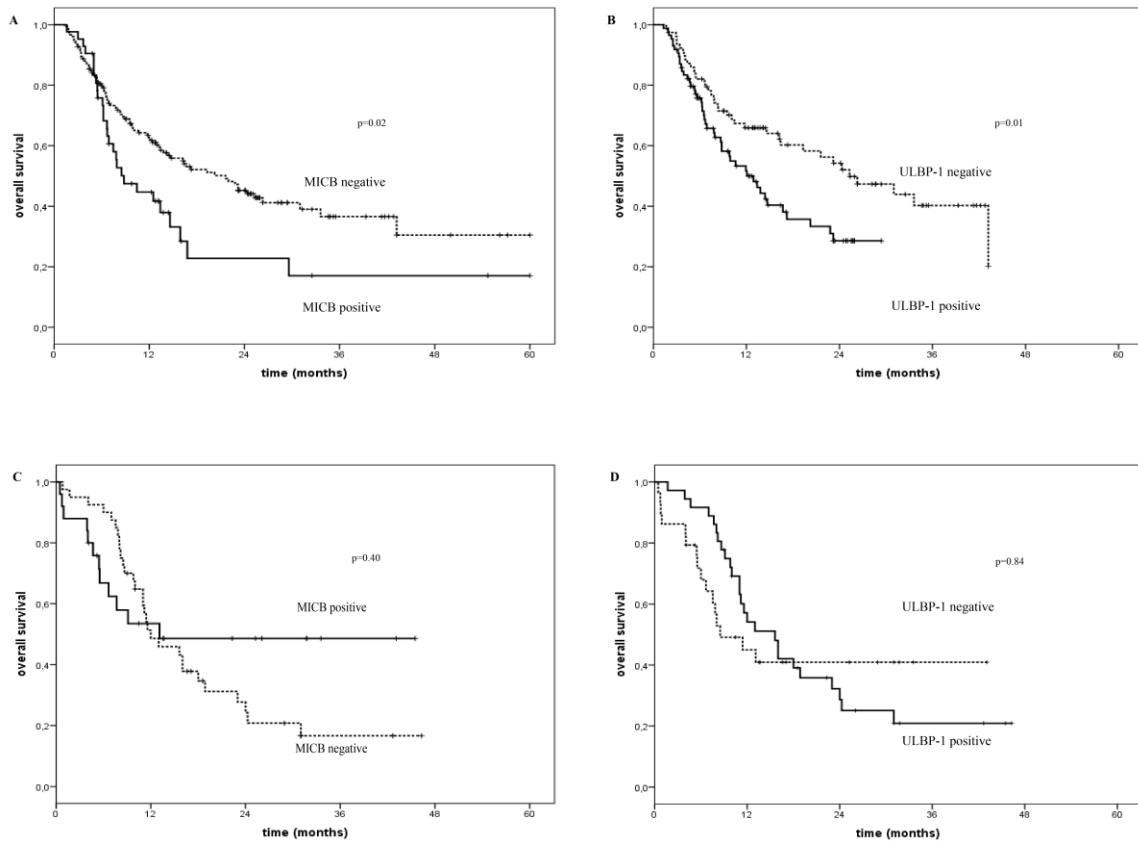 A
overall survival
1,0
0,8
0,6
0,4
0,2
0,0
p=0.02
MICB negative
MICB positive
0 12 24 36 48 60
time (months)
B
overall survival
1,0
0,8
0,6
0,4
0,2
0,0
p=0.01
ULBP-1 negative
ULBP-1 positive
0 12 24 36 48 60
time (months)
C
overall survival
1,0
0,8
0,6
0,4
0,2
0,0
p=0.40
MICB positive
MICB negative
0 12 24 36 48 60
time (months)
D
overall survival
1,0
0,8
0,6
0,4
0,2
0,0
p=0.84
ULBP-1 negative
ULBP-1 positive
0 12 24 36 48 60
time (months)